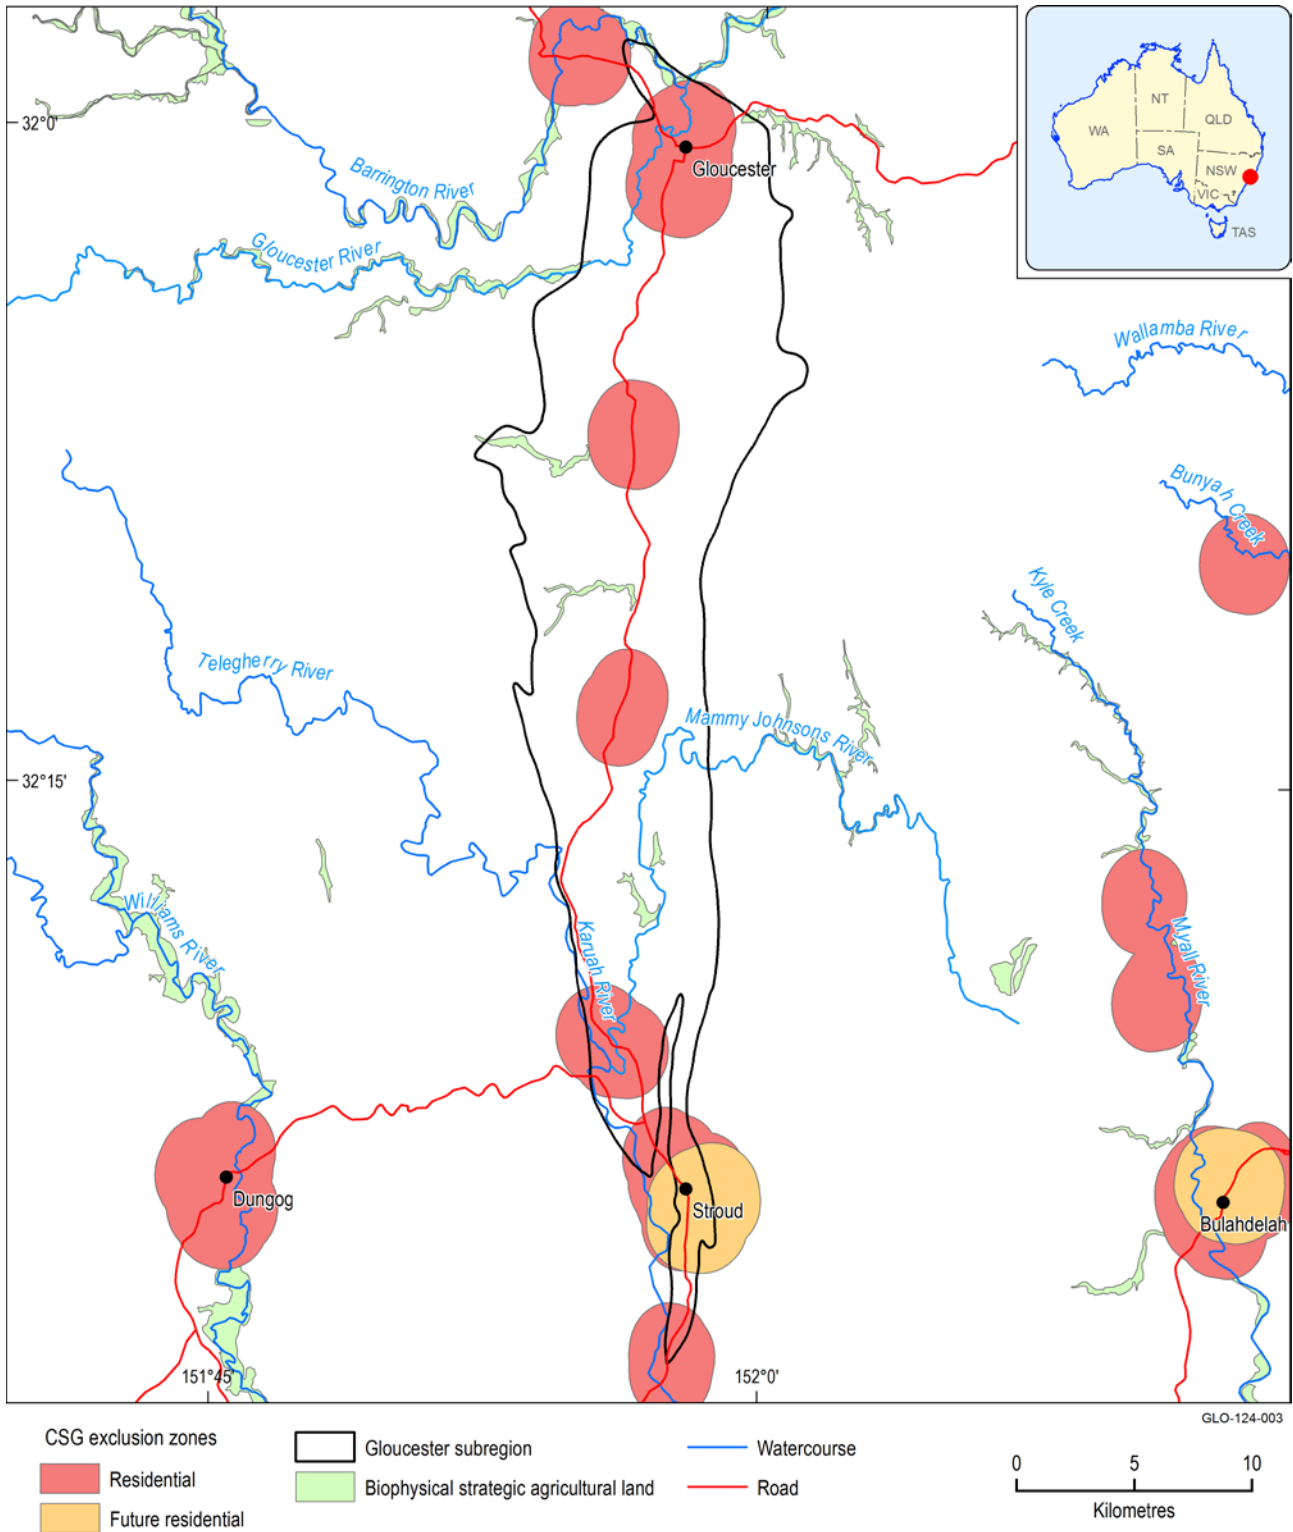 NT
WA
QLD
SA
NSW
VIC
TAS
32°0'
Gloucester
Barrington River
Gloucester River
Wallamba River
Bunyah Creek
Kyle Creek
Telegherry River
Mammy Johnsons River
32°15'
Williams River
Karuah River
Myall River
Dungog
Stroud
Bulahdelah
151°45'
152°0'
GLO-124-003
CSG exclusion zones
Residential
Future residential
Gloucester subregion
Biophysical strategic agricultural land
Watercourse
Road
0 5 10
Kilometres